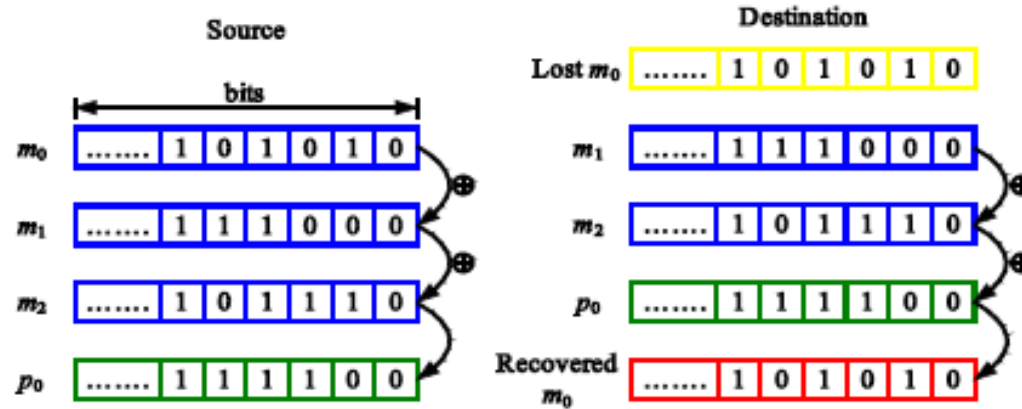 Source
bits
m₀ ....... 1 0 1 0 1 0
⊕
m₁ ....... 1 1 1 0 0 0
⊕
m₂ ....... 1 0 1 1 1 0
p₀ ....... 1 1 1 1 0 0
Destination
Lost m₀ ....... 1 0 1 0 1 0
m₁ ....... 1 1 1 0 0 0
⊕
m₂ ....... 1 0 1 1 1 0
⊕
p₀ ....... 1 1 1 1 0 0
Recovered
m₀ ....... 1 0 1 0 1 0